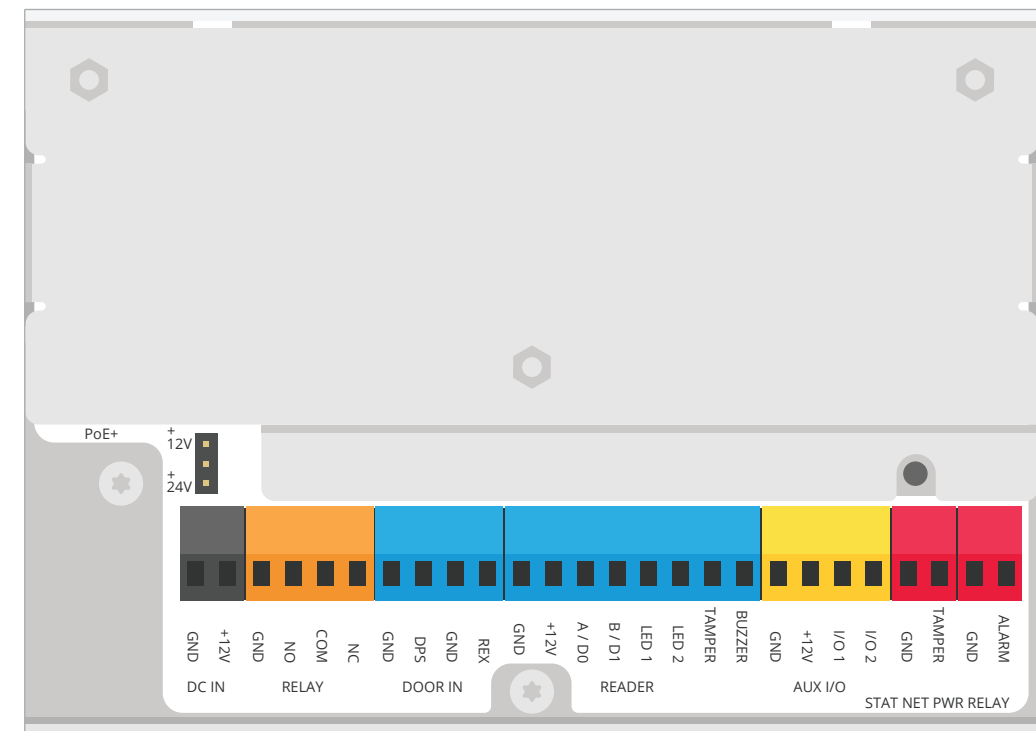 PoE+
+
12V
+
24V
GND
+12V
GND
NO
COM
NC
GND
DPS
GND
REX
GND
+12V
A / D0
B / D1
LED 1
LED 2
TAMPER
BUZZER
GND
+12V
I/O 1
I/O 2
GND
TAMPER
GND
ALARM
DC IN
RELAY
DOOR IN
READER
AUX I/O
STAT NET PWR RELAY